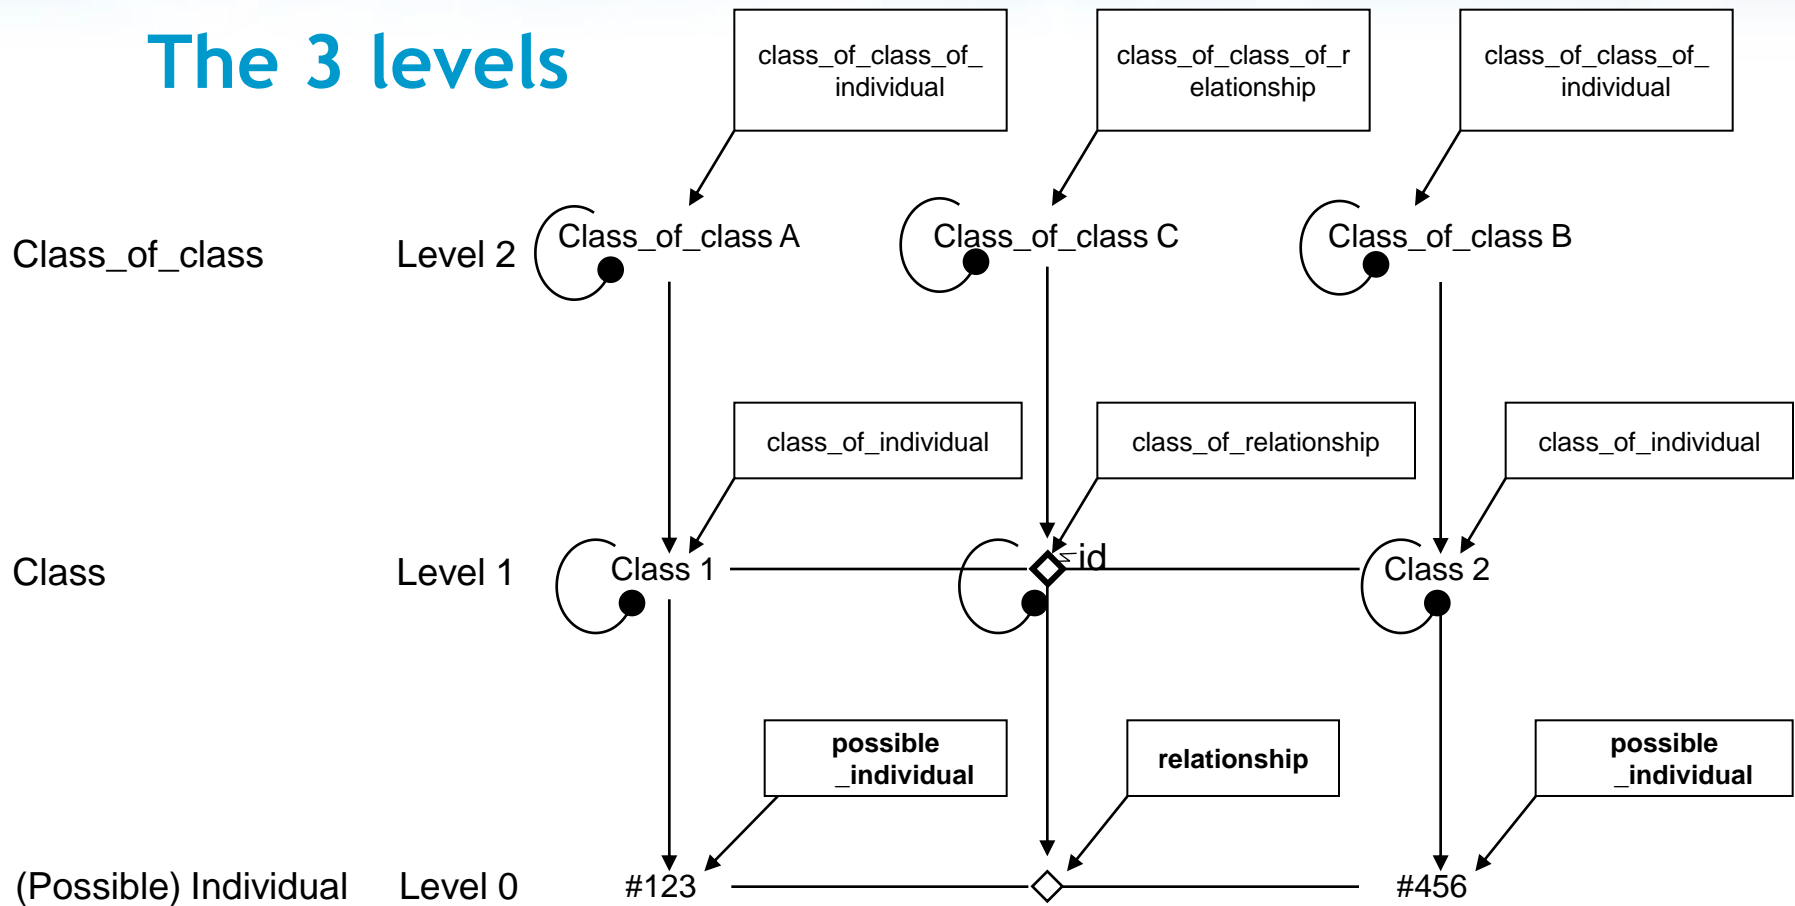 The 3 levels
class_of_class_of_
individual
class_of_class_of_r
elationship
class_of_class_of_
individual
Class_of_class
Level 2
Class_of_class A
Class_of_class C
Class_of_class B
class_of_individual
class_of_relationship
class_of_individual
Class
Level 1
Class 1
id
Class 2
possible
_individual
relationship
possible
_individual
(Possible) Individual
Level 0
#123
#456